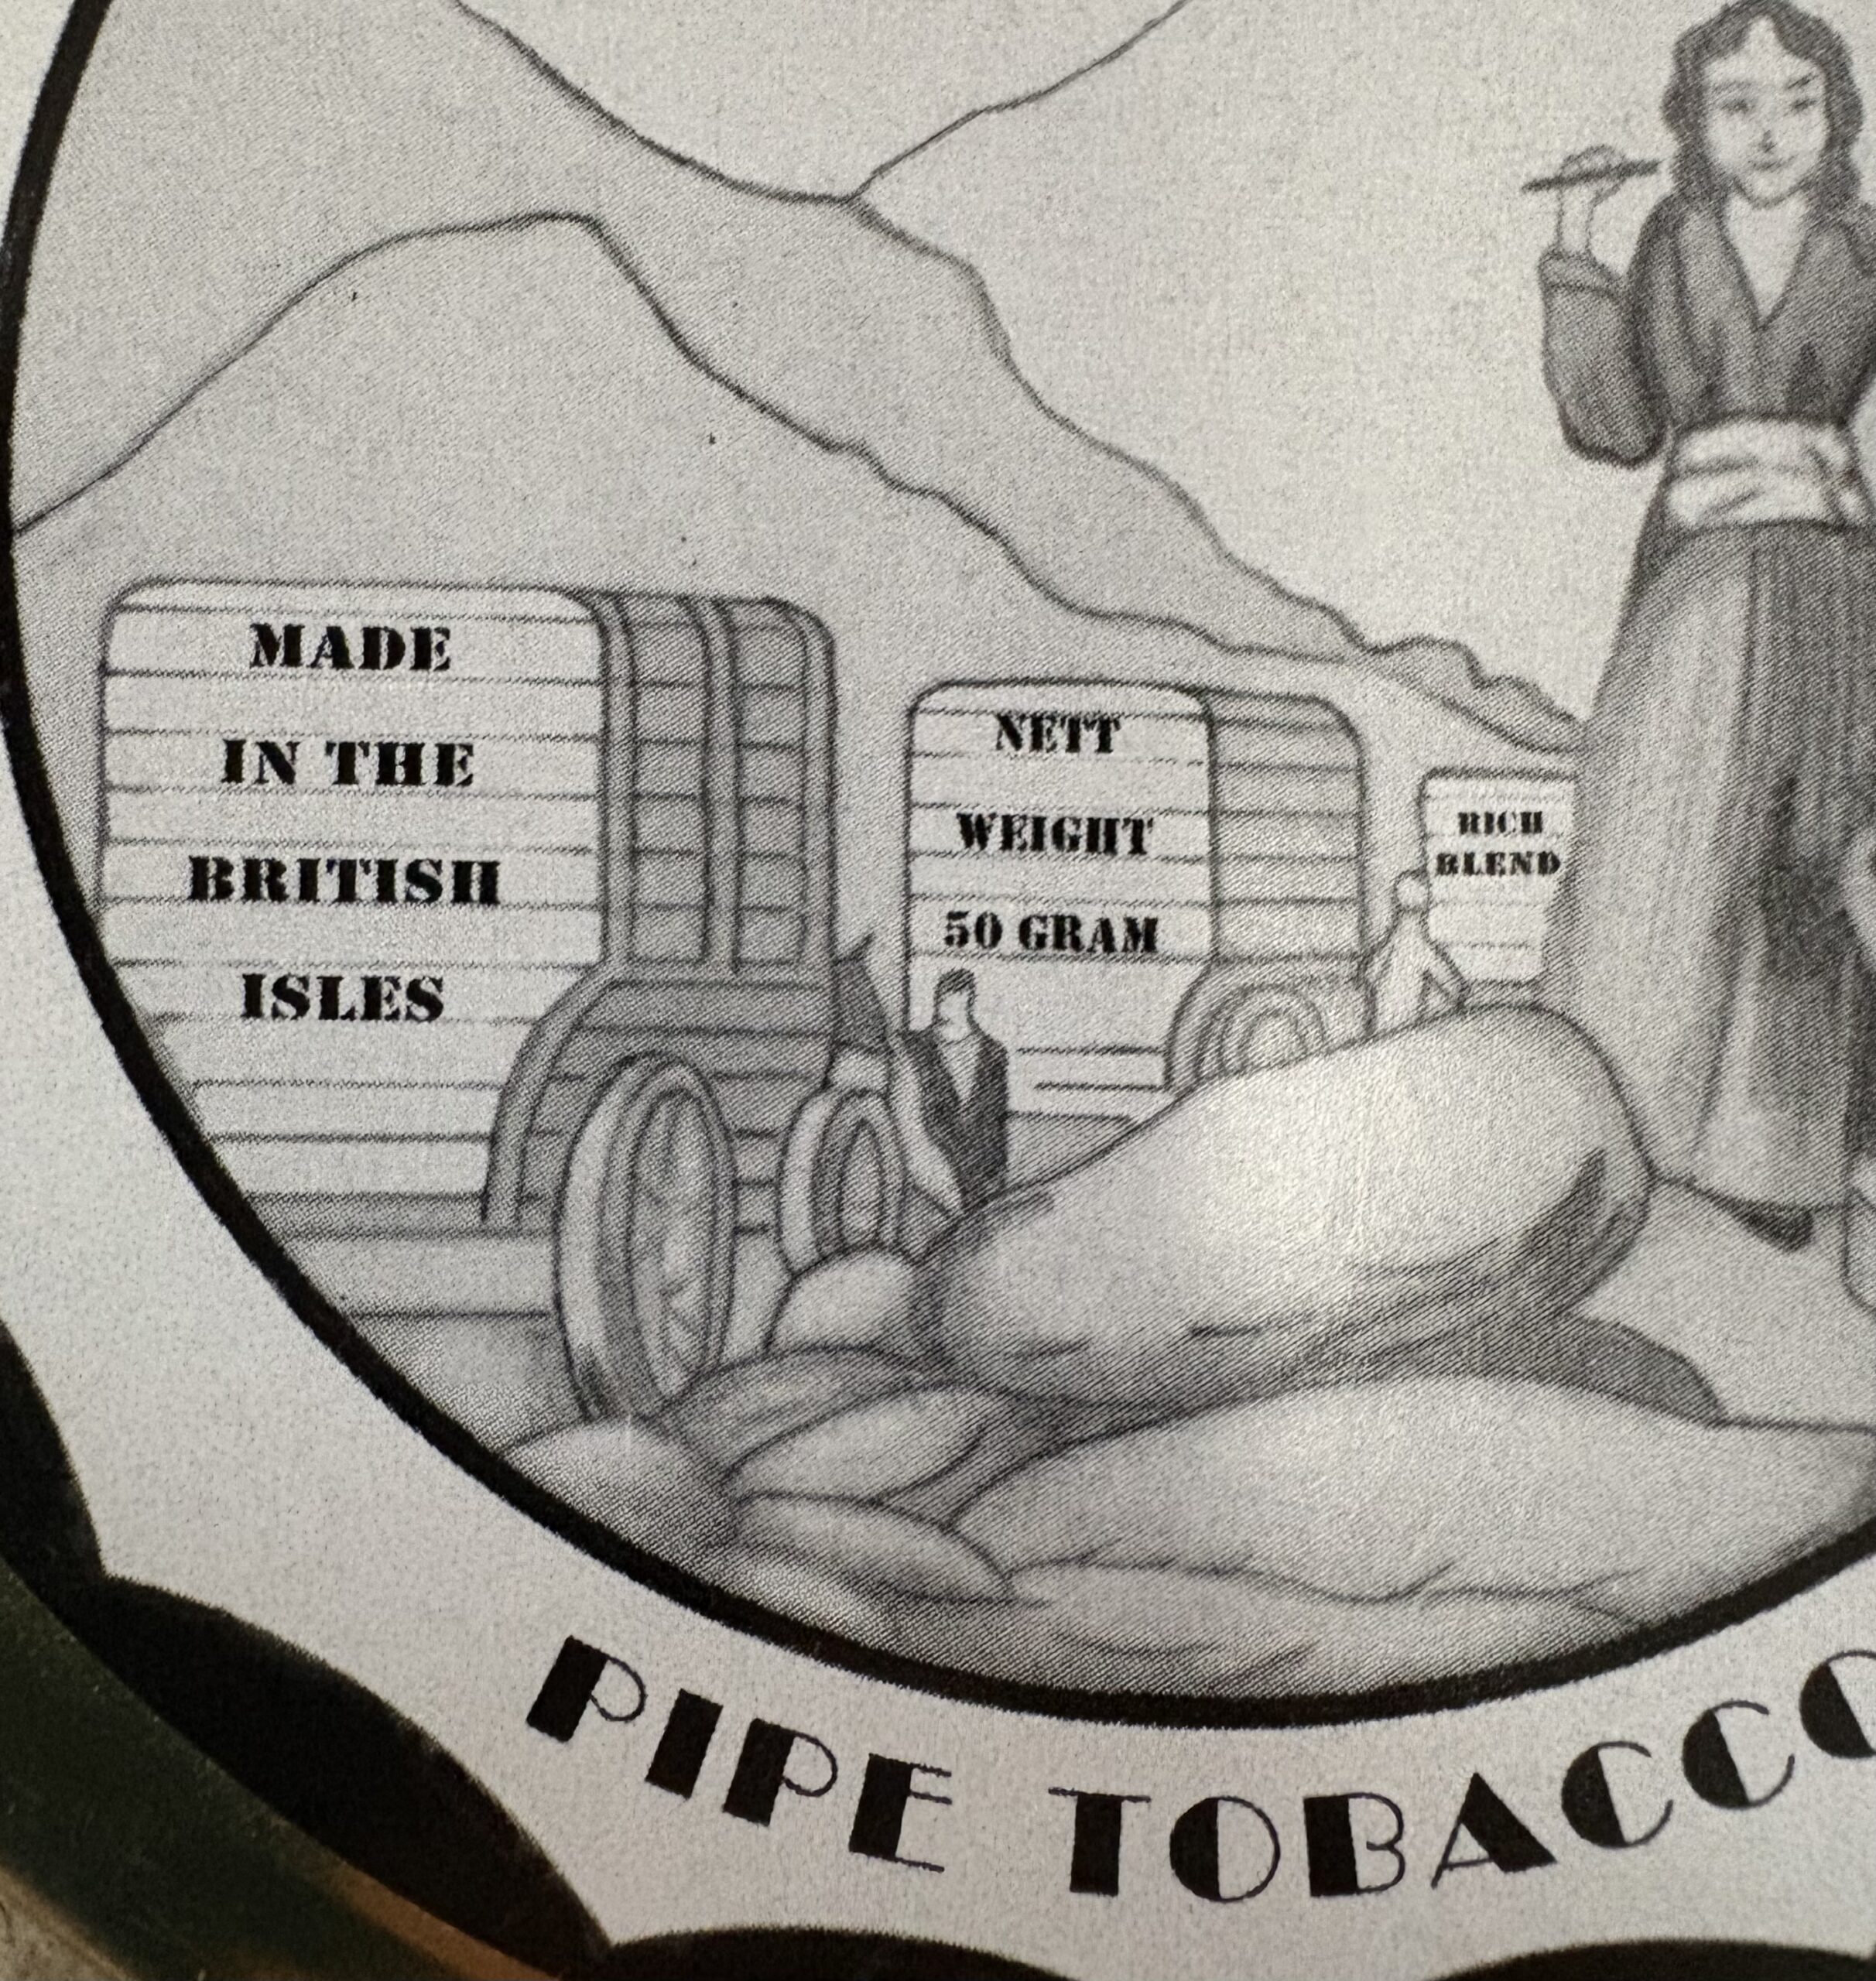 MADE
IN THE
BRITISH
ISLES
NETT
WEIGHT
50 GRAM
RICH
BLEND
PIPE TOBACCO